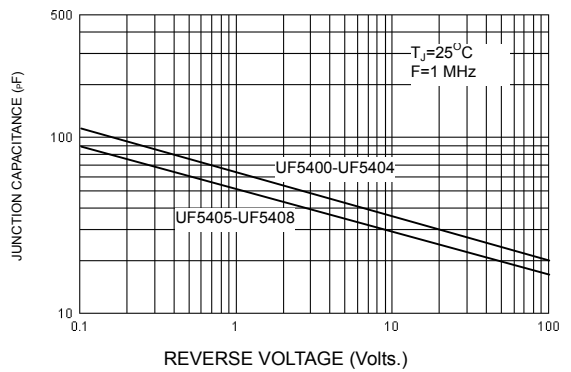 500
100
10
JUNCTION CAPACITANCE (pF)
TJ=25OC
F=1 MHz
UF5400-UF5404
UF5405-UF5408
0.1
1
10
100
REVERSE VOLTAGE (Volts.)